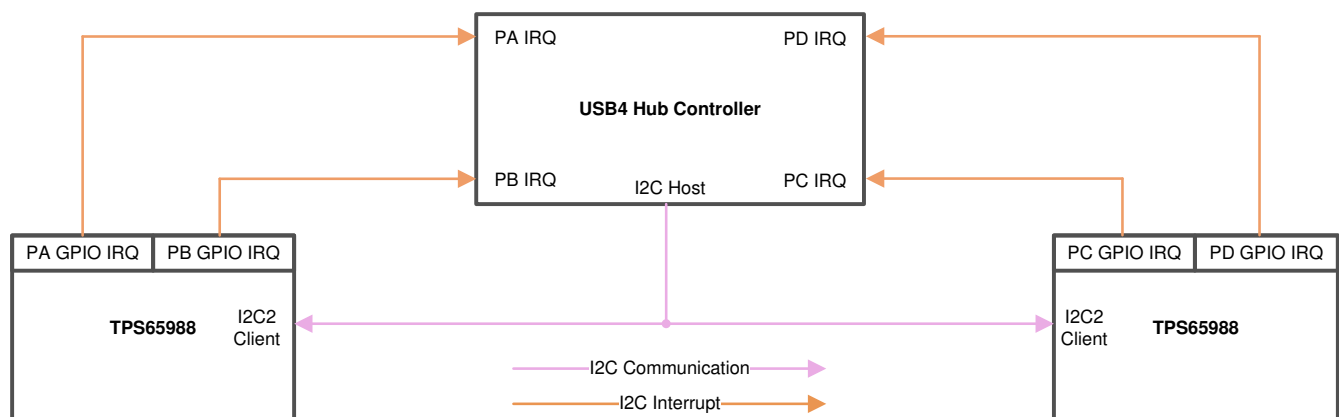 PA IRQ
PD IRQ
USB4 Hub Controller
PB IRQ
I2C Host
PC IRQ
PA GPIO IRQ
PB GPIO IRQ
PC GPIO IRQ
PD GPIO IRQ
TPS65988
I2C2
Client
I2C2
Client
TPS65988
I2C Communication
I2C Interrupt